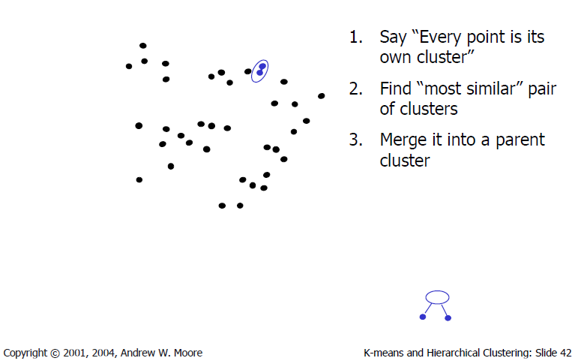 1. Say “Every point is its
own cluster”
2. Find “most similar” pair
of clusters
3. Merge it into a parent
cluster
Copyright © 2001, 2004, Andrew W. Moore
K-means and Hierarchical Clustering: Slide 42